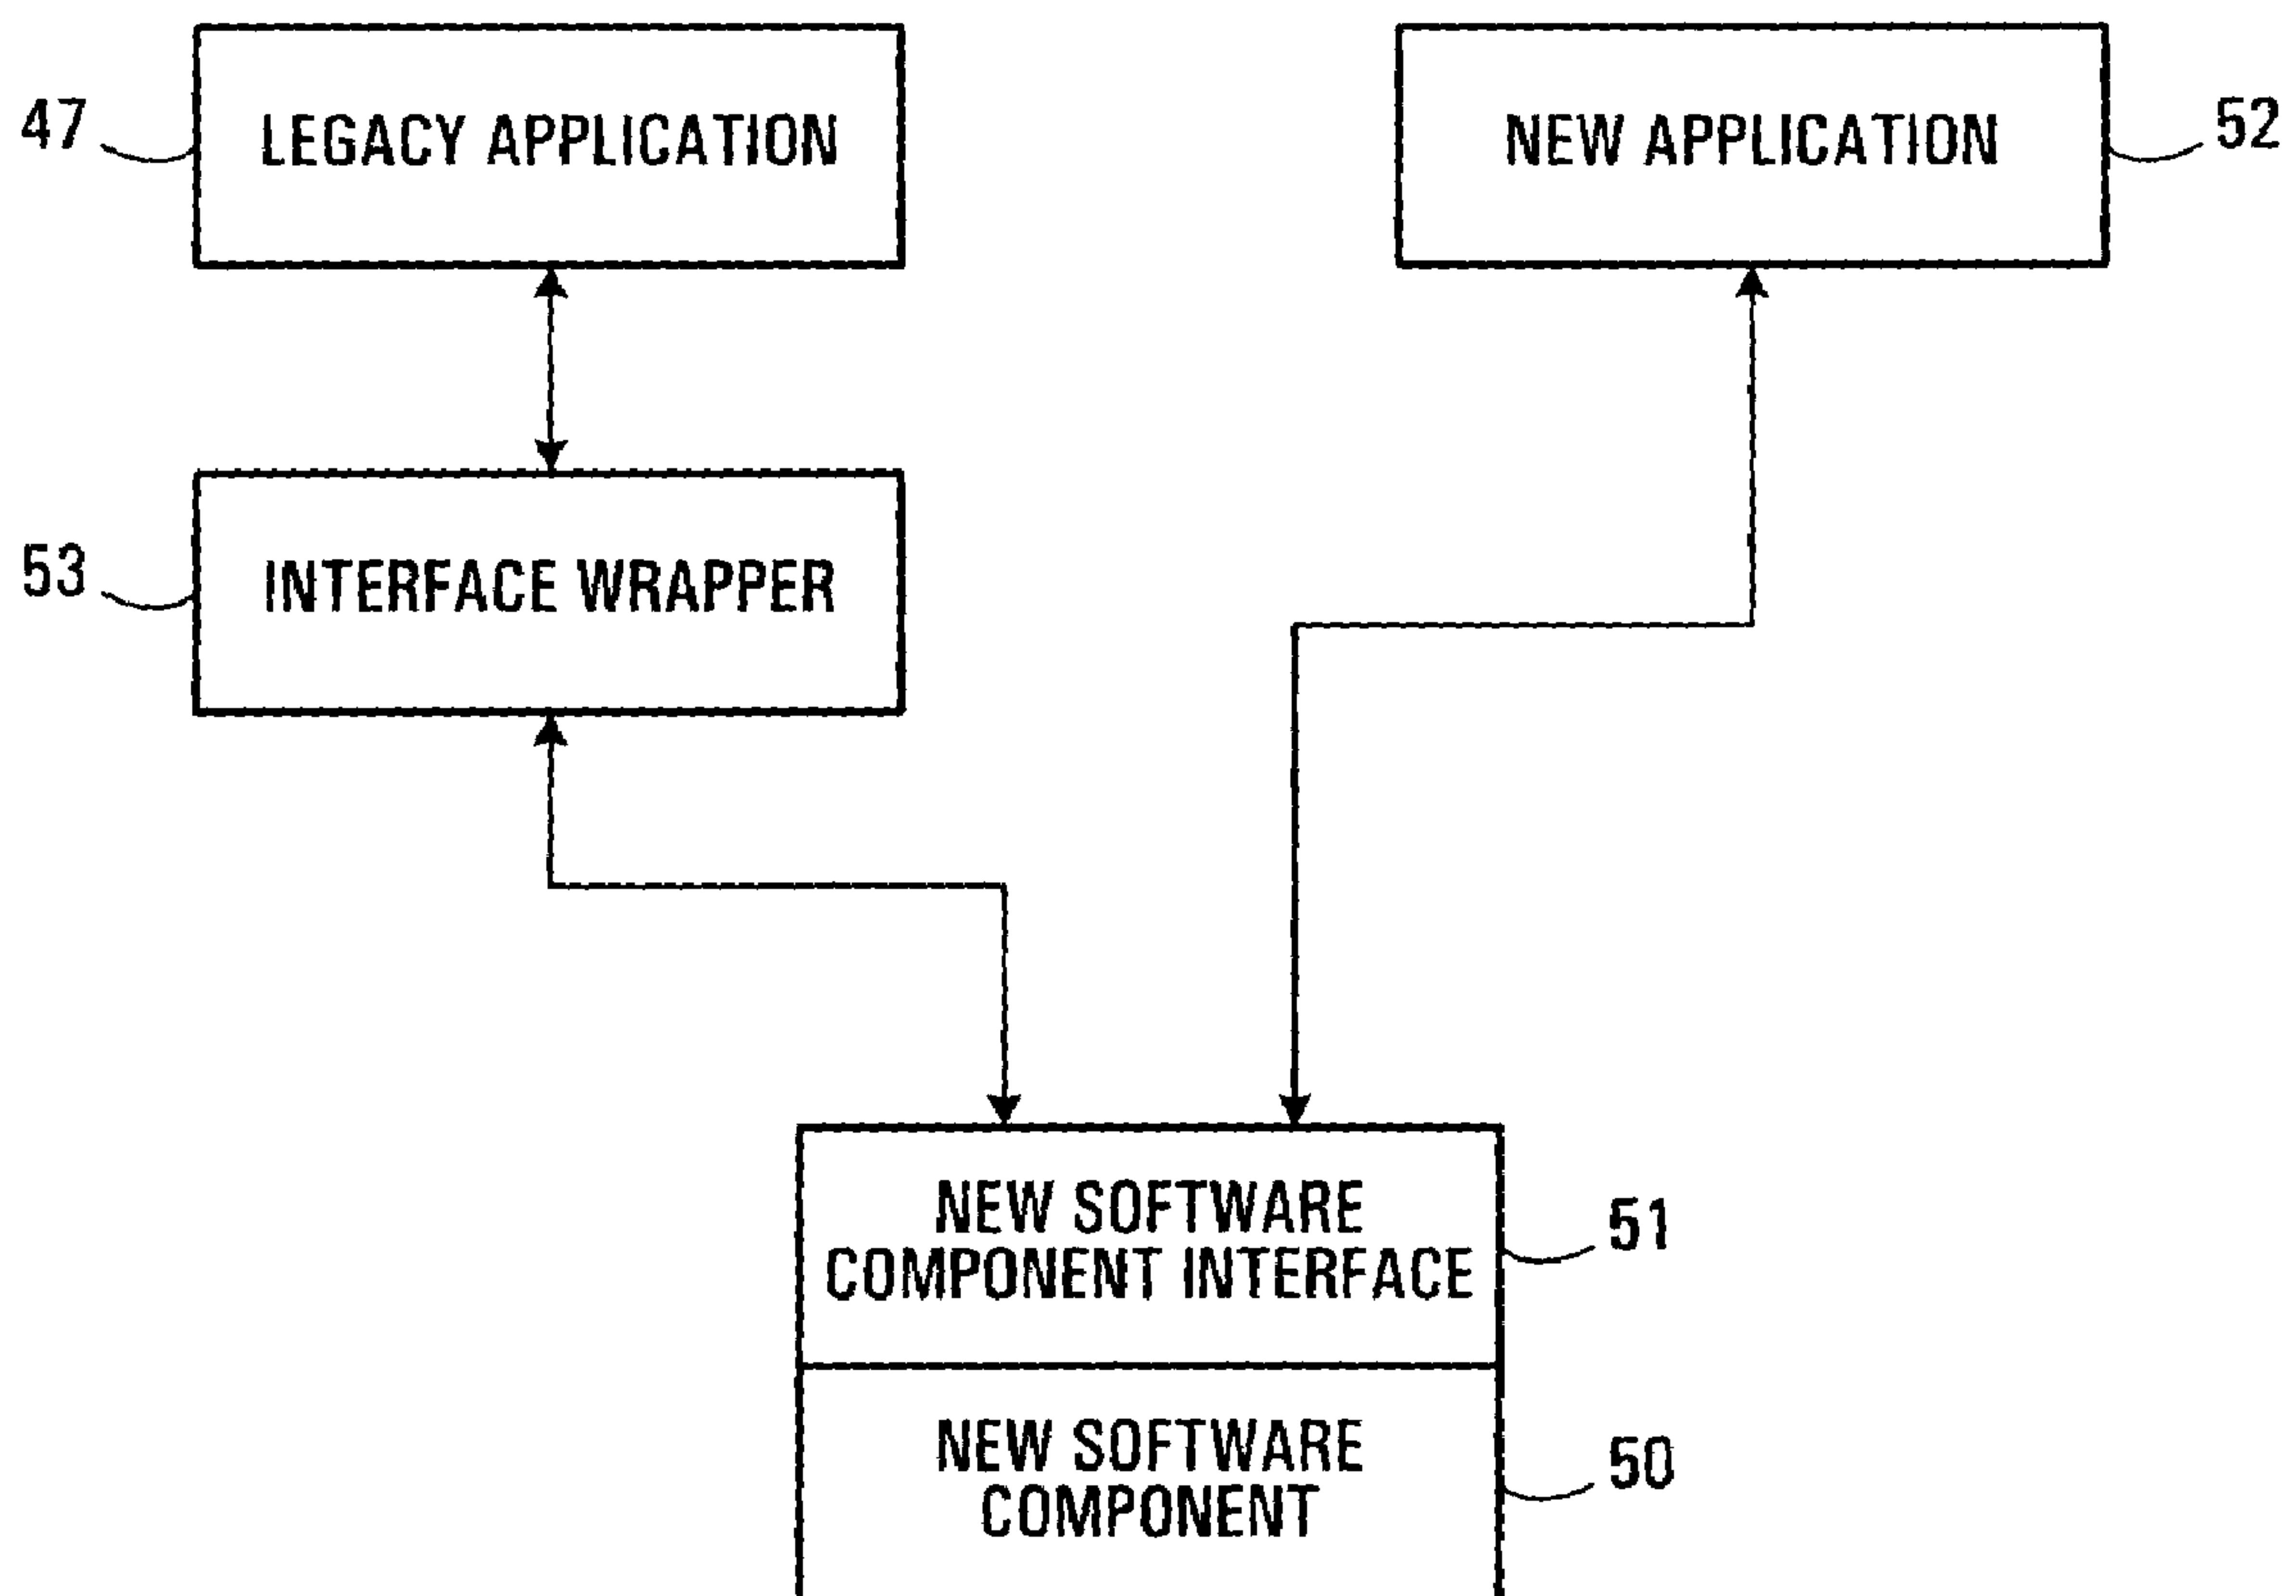 47
LEGACY APPLICATION
NEW APPLICATION
52
53
INTERFACE WRAPPER
NEW SOFTWARE
COMPONENT INTERFACE
51
NEW SOFTWARE
COMPONENT
50